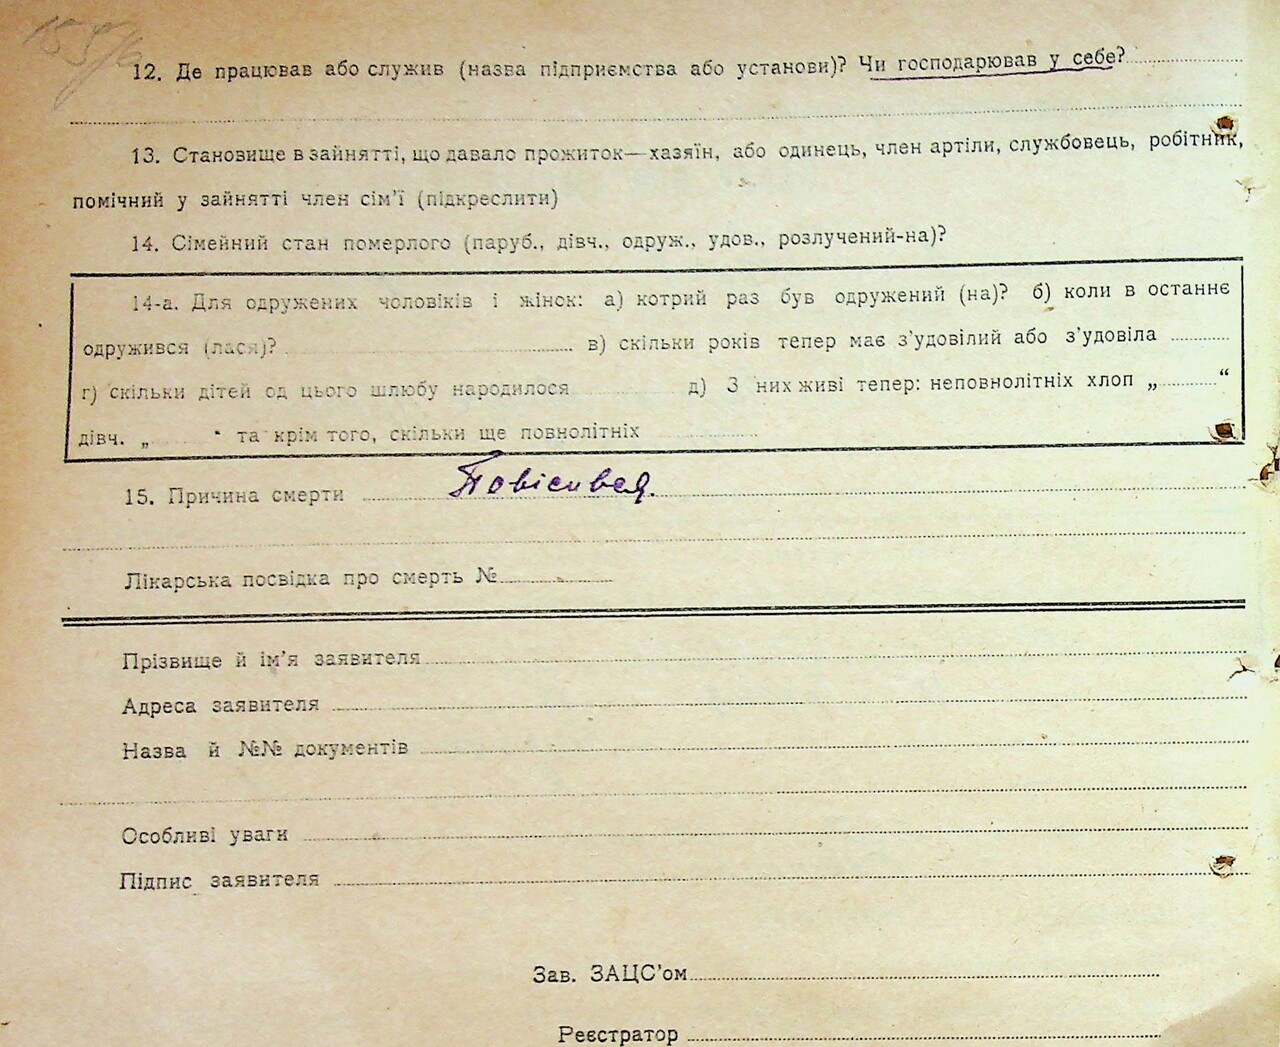 12. Де працював або служив (назва підприємства або установи)? Чи господарював у себе?
13. Становище в зайнятті, що давало прожиток—хазяїн, або одинець, член артіли, службовець, робітник,
помічний у зайнятті член сім'ї (підкреслити)
14. Сімейний стан померлого (паруб., дівч., одруж., удов., розлучений-на)?
14-а. Для одружених чоловіків і жінок: а) котрий раз був одружений (на)? б) коли в останнє
одружився (лася)? в) скільки років тепер має з'удовілий або з'удовіла
г) скільки дітей од цього шлюбу народилося д) З них живі тепер: неповнолітніх хлоп „ “
дівч. „ “ та крім того, скільки ще повнолітніх
15. Причина смерти Повісився.
Лікарська посвідка про смерть №
Прізвище й ім'я заявителя
Адреса заявителя
Назва й №№ документів
Особливі уваги
Підпис заявителя
Зав. ЗАЦС'ом
Реєстратор